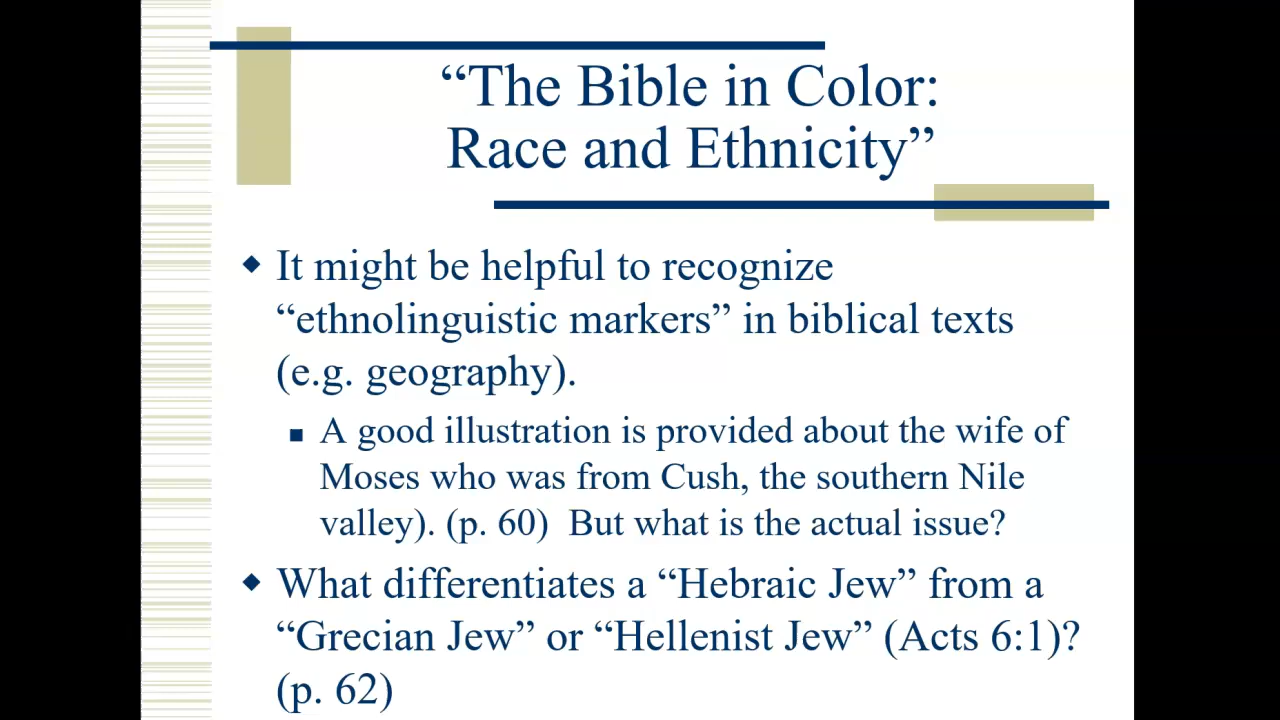 “The Bible in Color:
Race and Ethnicity”
It might be helpful to recognize
“ethnolinguistic markers” in biblical texts
(e.g. geography).
A good illustration is provided about the wife of
Moses who was from Cush, the southern Nile
valley). (p. 60)  But what is the actual issue?
What differentiates a “Hebraic Jew” from a
“Grecian Jew” or “Hellenist Jew” (Acts 6:1)?
(p. 62)